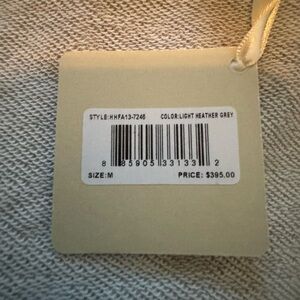 STYLE:HHFA13-7246 COLOR:LIGHT HEATHER GREY
8 85905 33133 2
SIZE:M PRICE: $395.00